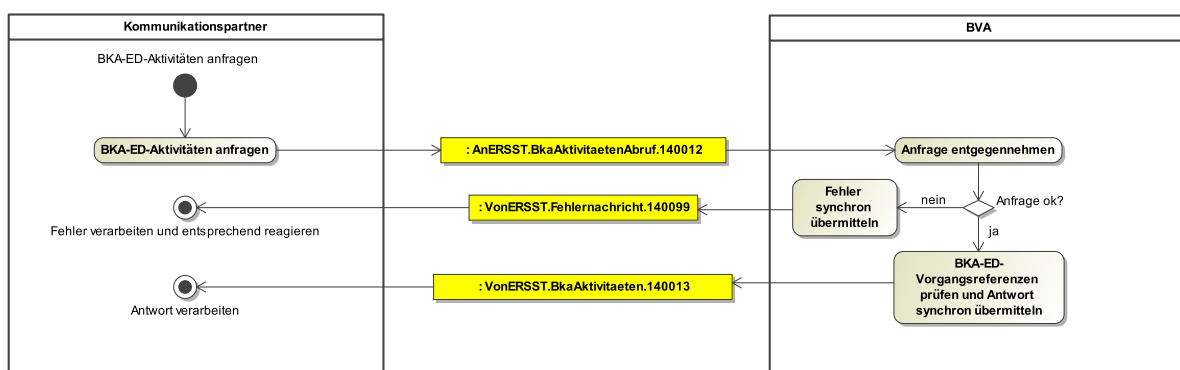 Kommunikationspartner
BVA
BKA-ED-Aktivitäten anfragen
BKA-ED-Aktivitäten anfragen
: AnERSST.BkaAktivitaetenAbruf.140012
Anfrage entgegennehmen
Anfrage ok?
nein
Fehler
synchron
übermitteln
: VonERSST.Fehlernachricht.140099
Fehler verarbeiten und entsprechend reagieren
ja
BKA-ED-
Vorgangsreferenzen
prüfen und Antwort
synchron übermitteln
: VonERSST.BkaAktivitaeten.140013
Antwort verarbeiten